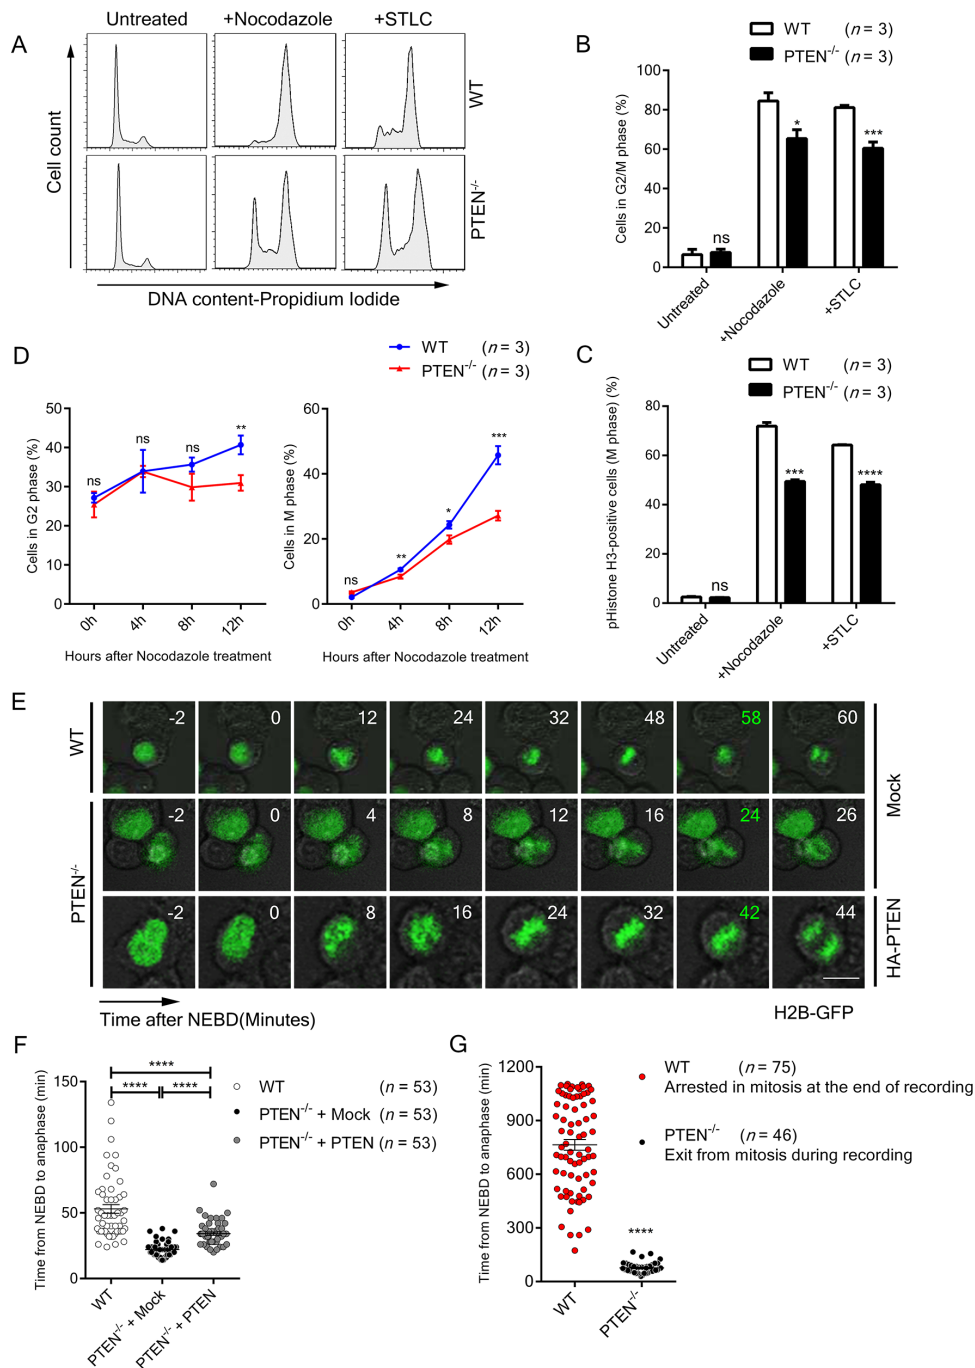 A
Untreated
+Nocodazole
+STLC
WT
PTEN-/-
Cell count
DNA content-Propidium Iodide
B
WT (n = 3)
PTEN-/- (n = 3)
Cells in G2/M phase (%)
100
80
60
40
20
0
ns
*
***
Untreated
+Nocodazole
+STLC
C
WT (n = 3)
PTEN-/- (n = 3)
pHistone H3-positive cells (M phase) (%)
80
60
40
20
0
ns
***
****
Untreated
+Nocodazole
+STLC
D
WT (n = 3)
PTEN-/- (n = 3)
Cells in G2 phase (%)
50
40
30
20
10
0
ns
ns
ns
**
0h
4h
8h
12h
Hours after Nocodazole treatment
Cells in M phase (%)
60
40
20
0
ns
**
*
***
0h
4h
8h
12h
Hours after Nocodazole treatment
E
WT
-2 0 12 24 32 48 58 60
Mock
PTEN-/-
-2 0 4 8 12 16 24 26
-2 0 8 16 24 32 42 44
HA-PTEN
Time after NEBD(Minutes)
H2B-GFP
F
Time from NEBD to anaphase (min)
150
100
50
0
****
**** ****
WT (n = 53)
PTEN-/- + Mock (n = 53)
PTEN-/- + PTEN (n = 53)
WT
PTEN-/- + Mock
PTEN-/- + PTEN
G
Time from NEBD to anaphase (min)
1200
900
600
300
0
****
WT (n = 75)
Arrested in mitosis at the end of recording
PTEN-/- (n = 46)
Exit from mitosis during recording
WT
PTEN-/-